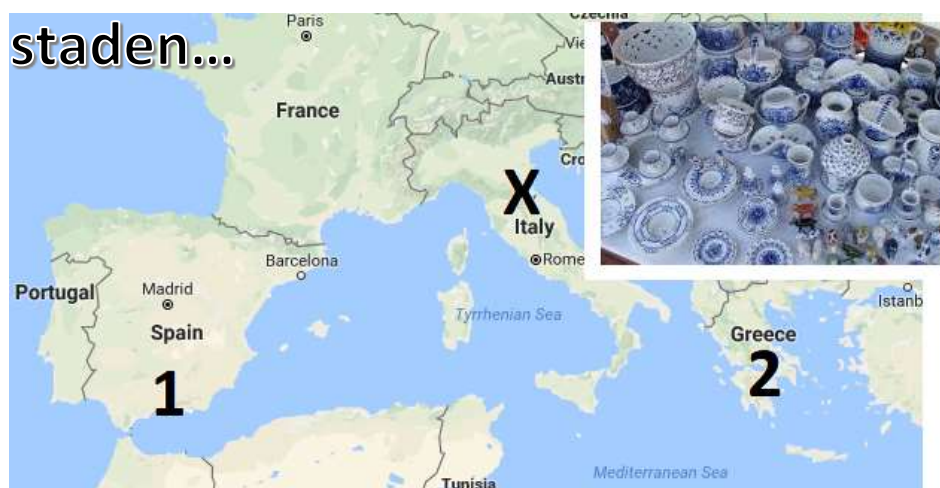 staden...
Paris
Czechia
Vie
Austr
France
Cro
X
Italy
Barcelona
Rome
Portugal
Madrid
Istanb
Spain
Tyrrhenian Sea
Greece
1
2
Mediterranean Sea
Tunisia